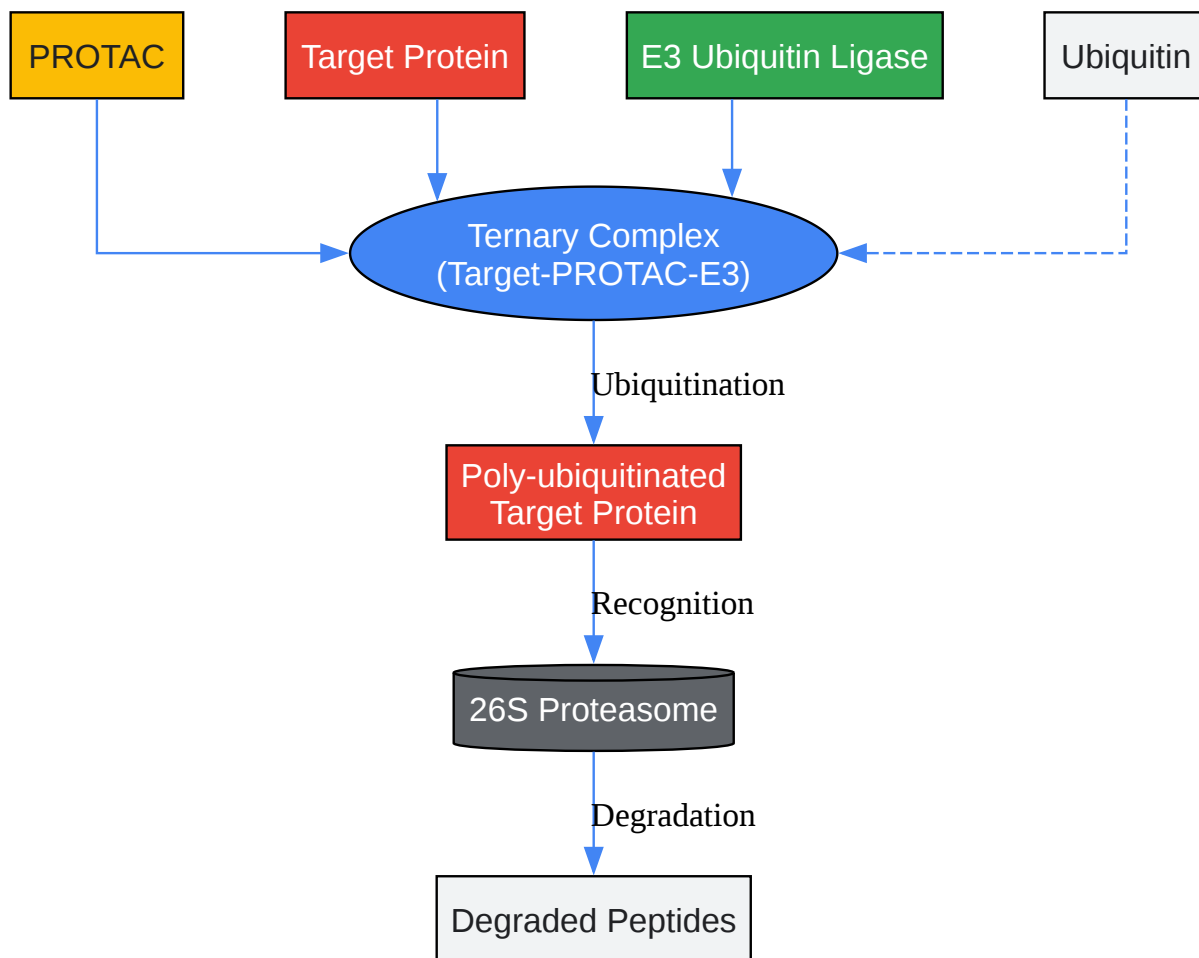 PROTAC
Target Protein
E3 Ubiquitin Ligase
Ubiquitin
Ternary Complex
(Target-PROTAC-E3)
Ubiquitination
Poly-ubiquitinated
Target Protein
Recognition
26S Proteasome
Degradation
Degraded Peptides